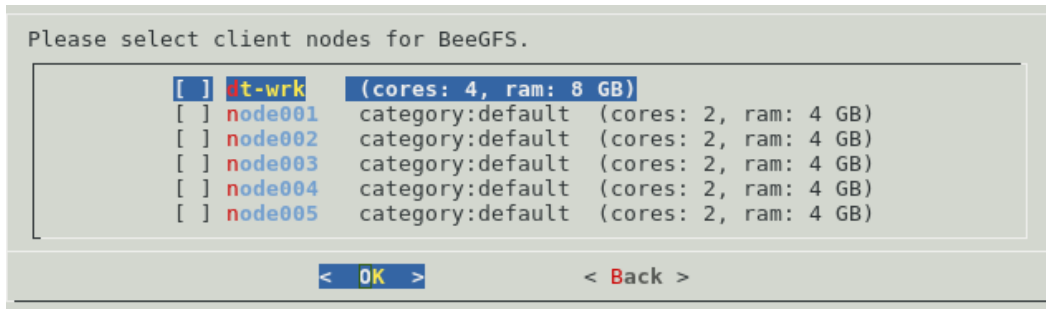 Please select client nodes for BeeGFS.
[ ] dt-wrk (cores: 4, ram: 8 GB)
[ ] node001 category:default (cores: 2, ram: 4 GB)
[ ] node002 category:default (cores: 2, ram: 4 GB)
[ ] node003 category:default (cores: 2, ram: 4 GB)
[ ] node004 category:default (cores: 2, ram: 4 GB)
[ ] node005 category:default (cores: 2, ram: 4 GB)
< OK > < Back >